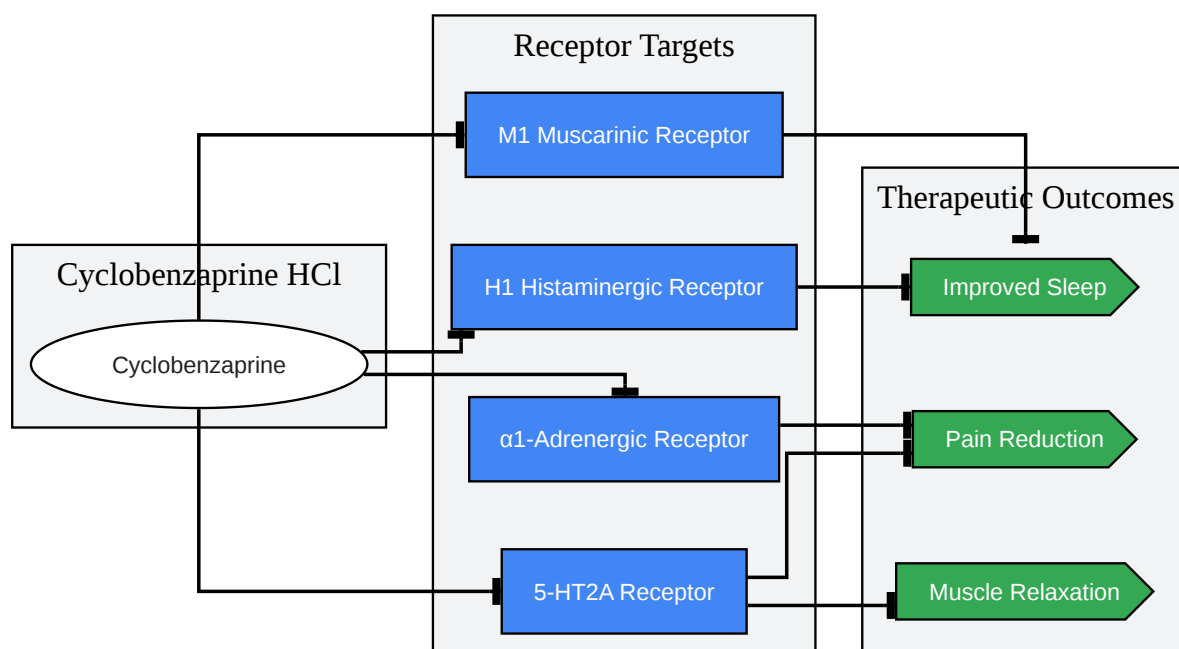 Receptor Targets
M1 Muscarinic Receptor
Therapeutic Outcomes
Cyclobenzaprine HCl
H1 Histaminergic Receptor
Improved Sleep
Cyclobenzaprine
α1-Adrenergic Receptor
Pain Reduction
5-HT2A Receptor
Muscle Relaxation